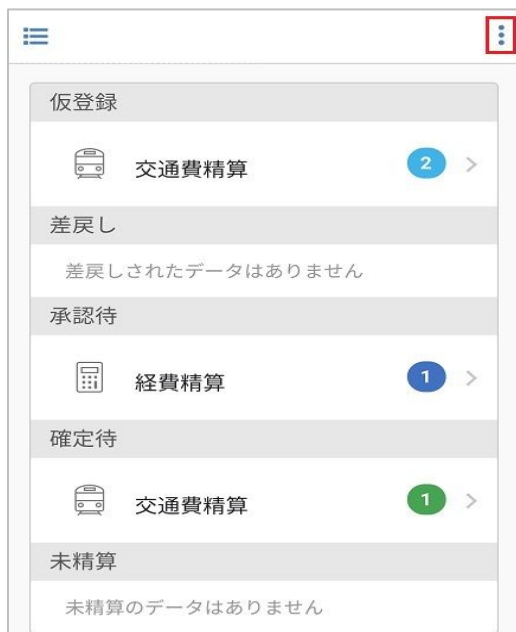 仮登録
交通費精算 2
差戻し
差戻しされたデータはありません
承認待
経費精算 1
確定待
交通費精算 1
未精算
未精算のデータはありません